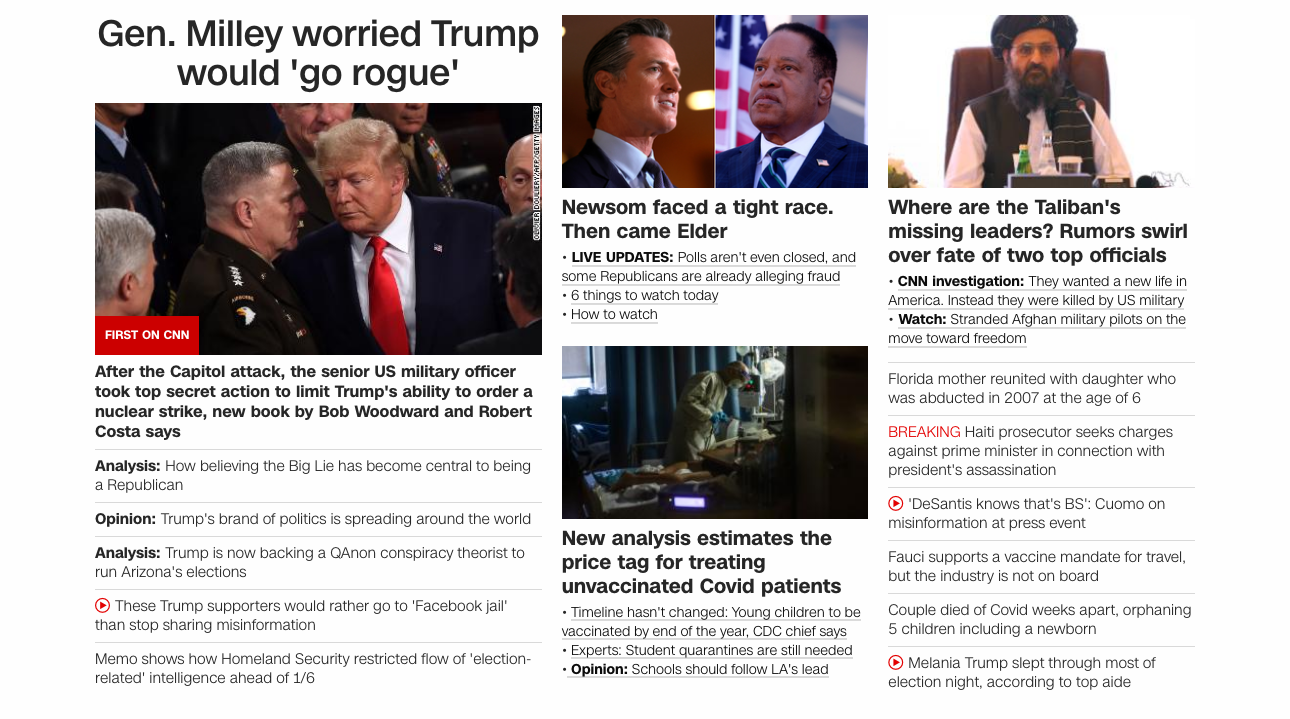 Gen. Milley worried Trump
would 'go rogue'
OLIVIER DOULIERY/AFP/GETTY IMAGES
FIRST ON CNN
After the Capitol attack, the senior US military officer
took top secret action to limit Trump's ability to order a
nuclear strike, new book by Bob Woodward and Robert
Costa says
Analysis: How believing the Big Lie has become central to being
a Republican
Opinion: Trump's brand of politics is spreading around the world
Analysis: Trump is now backing a QAnon conspiracy theorist to
run Arizona's elections
These Trump supporters would rather go to 'Facebook jail'
than stop sharing misinformation
Memo shows how Homeland Security restricted flow of 'election-
related' intelligence ahead of 1/6
Newsom faced a tight race.
Then came Elder
• LIVE UPDATES: Polls aren't even closed, and
some Republicans are already alleging fraud
• 6 things to watch today
• How to watch
New analysis estimates the
price tag for treating
unvaccinated Covid patients
• Timeline hasn't changed: Young children to be
vaccinated by end of the year, CDC chief says
• Experts: Student quarantines are still needed
• Opinion: Schools should follow LA's lead
Where are the Taliban's
missing leaders? Rumors swirl
over fate of two top officials
• CNN investigation: They wanted a new life in
America. Instead they were killed by US military
• Watch: Stranded Afghan military pilots on the
move toward freedom
Florida mother reunited with daughter who
was abducted in 2007 at the age of 6
BREAKING Haiti prosecutor seeks charges
against prime minister in connection with
president's assassination
'DeSantis knows that's BS': Cuomo on
misinformation at press event
Fauci supports a vaccine mandate for travel,
but the industry is not on board
Couple died of Covid weeks apart, orphaning
5 children including a newborn
Melania Trump slept through most of
election night, according to top aide